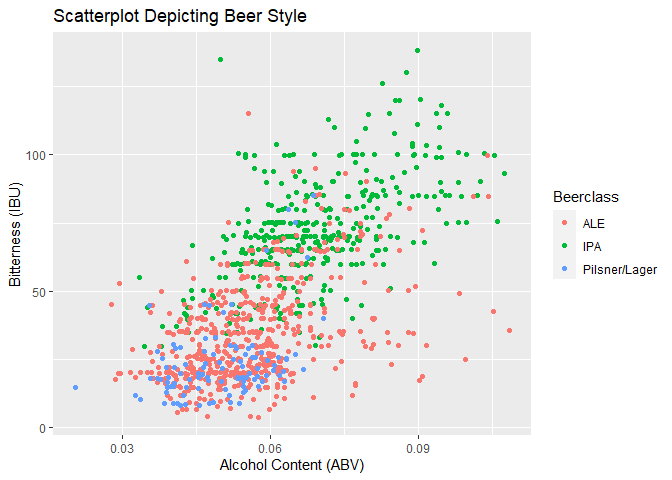 Scatterplot Depicting Beer Style
Bitterness (IBU)
100
50
0
0.03 0.06 0.09
Alcohol Content (ABV)
Beerclass
ALE
IPA
Pilsner/Lager